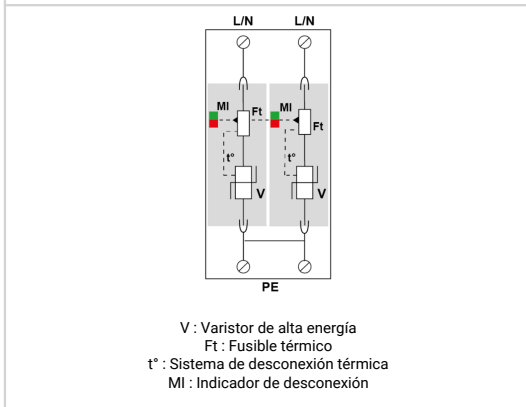 L/N L/N
MI Ft MI Ft
t° t°
V V
PE
V : Varistor de alta energía
Ft : Fusible térmico
t° : Sistema de desconexión térmica
MI : Indicador de desconexión